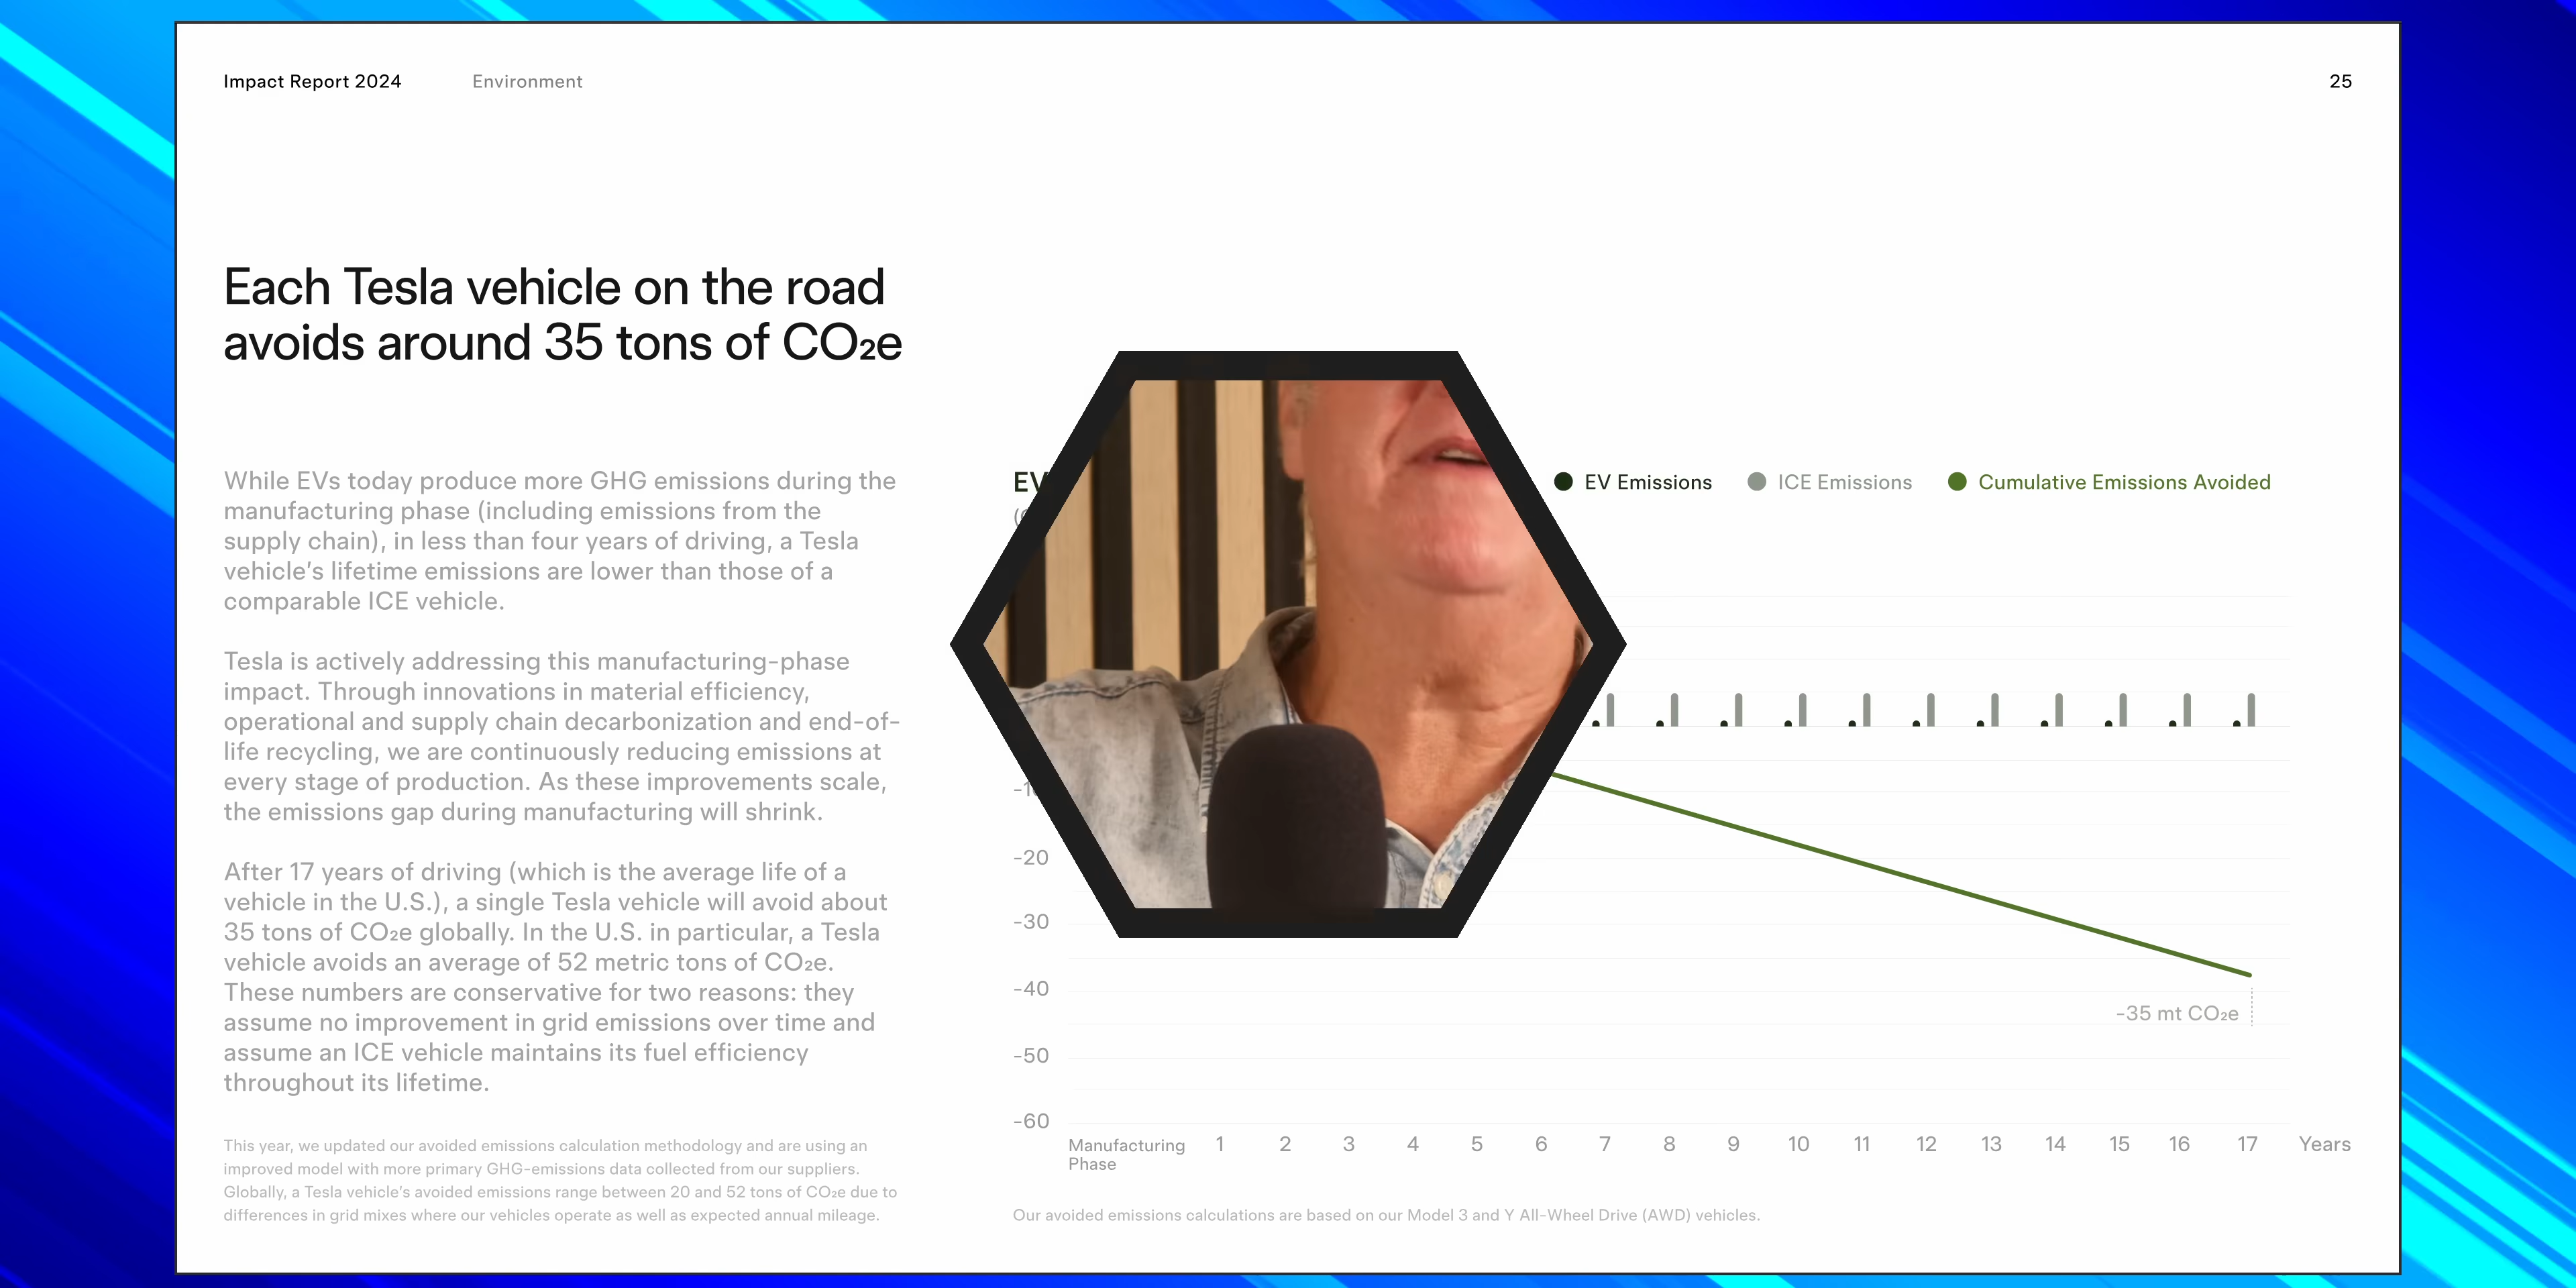 Impact Report 2024
Environment
25
Each Tesla vehicle on the road
avoids around 35 tons of CO₂e
While EVs today produce more GHG emissions during the
manufacturing phase (including emissions from the
supply chain), in less than four years of driving, a Tesla
vehicle's lifetime emissions are lower than those of a
comparable ICE vehicle.
Tesla is actively addressing this manufacturing-phase
impact. Through innovations in material efficiency,
operational and supply chain decarbonization and end-of-
life recycling, we are continuously reducing emissions at
every stage of production. As these improvements scale,
the emissions gap during manufacturing will shrink.
After 17 years of driving (which is the average life of a
vehicle in the U.S.), a single Tesla vehicle will avoid about
35 tons of CO₂e globally. In the U.S. in particular, a Tesla
vehicle avoids an average of 52 metric tons of CO₂e.
These numbers are conservative for two reasons: they
assume no improvement in grid emissions over time and
assume an ICE vehicle maintains its fuel efficiency
throughout its lifetime.
This year, we updated our avoided emissions calculation methodology and are using an
improved model with more primary GHG-emissions data collected from our suppliers.
Globally, a Tesla vehicle's avoided emissions range between 20 and 52 tons of CO₂e due to
differences in grid mixes where our vehicles operate as well as expected annual mileage.
EV
EV Emissions
ICE Emissions
Cumulative Emissions Avoided
-20
-30
-40
-50
-60
-35 mt CO₂e
Manufacturing
Phase
1 2 3 4 5 6 7 8 9 10 11 12 13 14 15 16 17 Years
Our avoided emissions calculations are based on our Model 3 and Y All-Wheel Drive (AWD) vehicles.